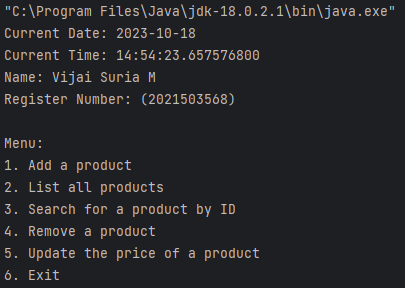 "C:\Program Files\Java\jdk-18.0.2.1\bin\java.exe"
Current Date: 2023-10-18
Current Time: 14:54:23.657576800
Name: Vijai Suria M
Register Number: (2021503568)
Menu:
1. Add a product
2. List all products
3. Search for a product by ID
4. Remove a product
5. Update the price of a product
6. Exit